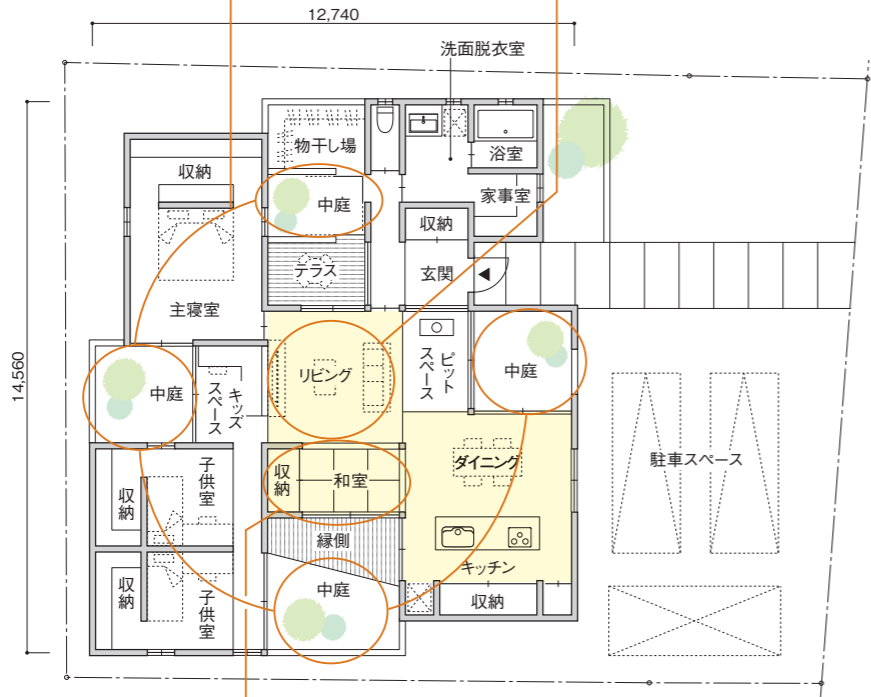 12,740
洗面脱衣室
物干し場
浴室
収納
中庭
家事室
収納
テラス
玄関
主寝室
14,560
リビング
ピットスペース
中庭
中庭
キッズスペース
ダイニング
駐車スペース
子供室
収納
収納
和室
縁側
キッチン
収納
中庭
収納
子供室